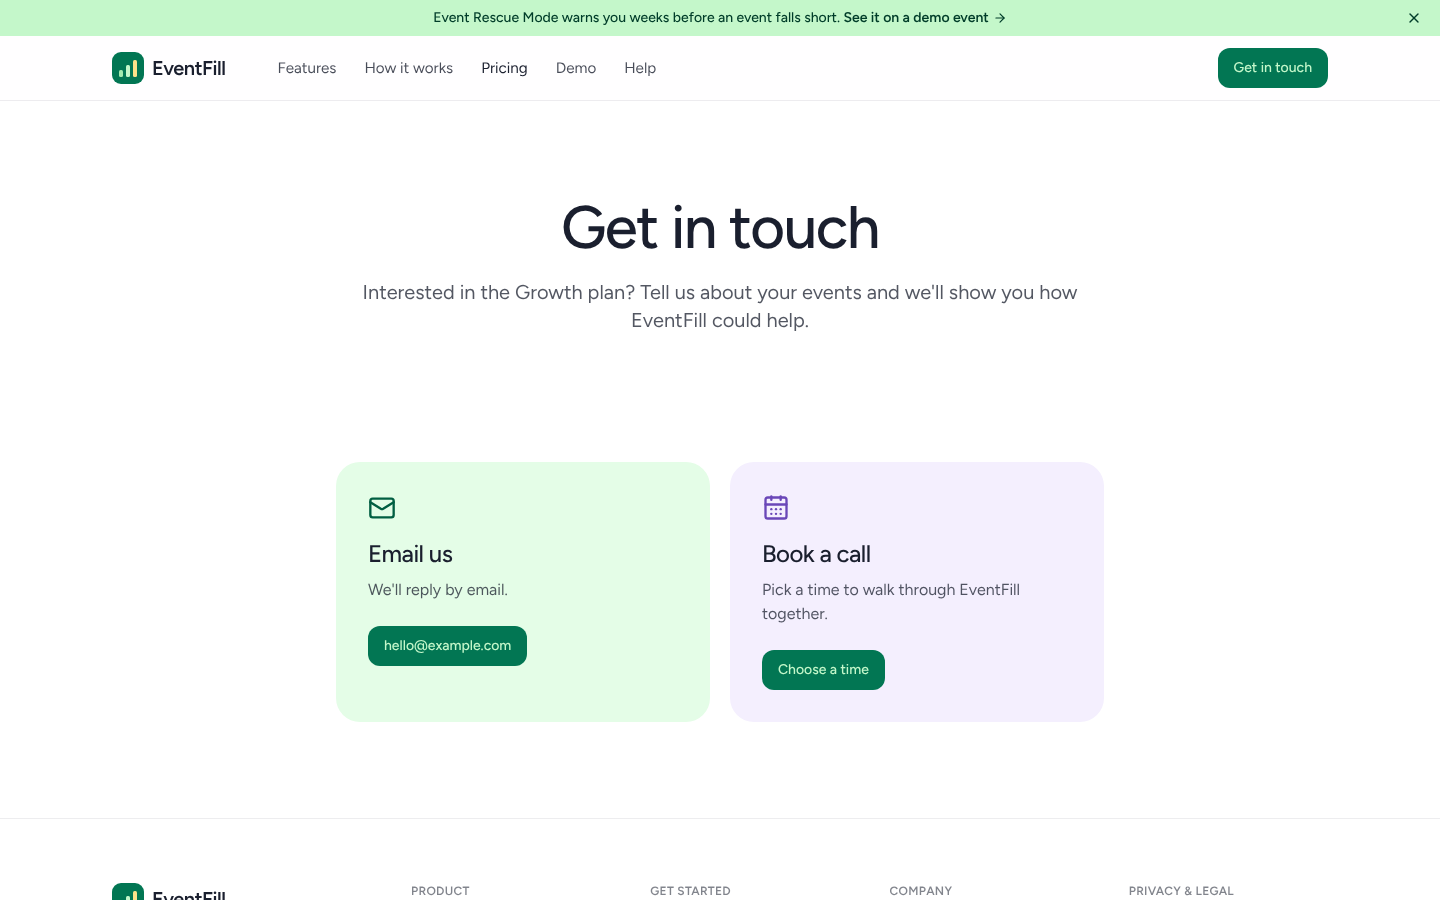 Event Rescue Mode warns you weeks before an event falls short. See it on a demo event →
EventFill
Features
How it works
Pricing
Demo
Help
Get in touch
Get in touch
Interested in the Growth plan? Tell us about your events and we'll show you how
EventFill could help.
Email us
We'll reply by email.
hello@example.com
Book a call
Pick a time to walk through EventFill
together.
Choose a time
EventFill
PRODUCT
GET STARTED
COMPANY
PRIVACY & LEGAL